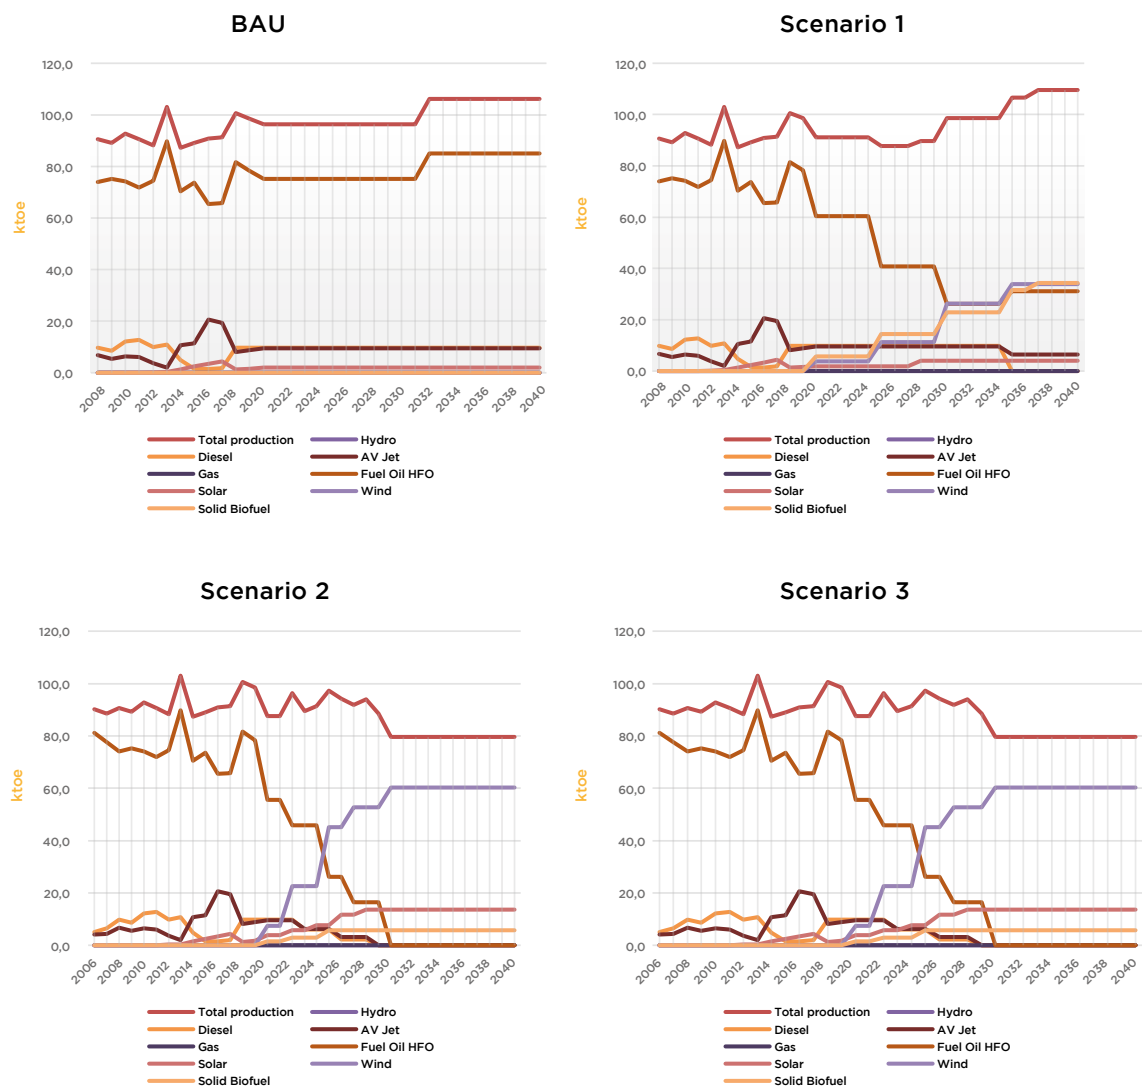 BAU
120,0
100,0
80,0
60,0
40,0
20,0
0,0
ktoe
2008 2010 2012 2014 2016 2018 2020 2022 2024 2026 2028 2030 2032 2034 2036 2038 2040
Total production Hydro
Diesel AV Jet
Gas Fuel Oil HFO
Solar Wind
Solid Biofuel
Scenario 1
120,0
100,0
80,0
60,0
40,0
20,0
0,0
ktoe
2008 2010 2012 2014 2016 2018 2020 2022 2024 2026 2028 2030 2032 2034 2036 2038 2040
Total production Hydro
Diesel AV Jet
Gas Fuel Oil HFO
Solar Wind
Solid Biofuel
Scenario 2
120,0
100,0
80,0
60,0
40,0
20,0
0,0
ktoe
2006 2008 2010 2012 2014 2016 2018 2020 2022 2024 2026 2028 2030 2032 2034 2036 2038 2040
Total production Hydro
Diesel AV Jet
Gas Fuel Oil HFO
Solar Wind
Solid Biofuel
Scenario 3
120,0
100,0
80,0
60,0
40,0
20,0
0,0
ktoe
2006 2008 2010 2012 2014 2016 2018 2020 2022 2024 2026 2028 2030 2032 2034 2036 2038 2040
Total production Hydro
Diesel AV Jet
Gas Fuel Oil HFO
Solar Wind
Solid Biofuel